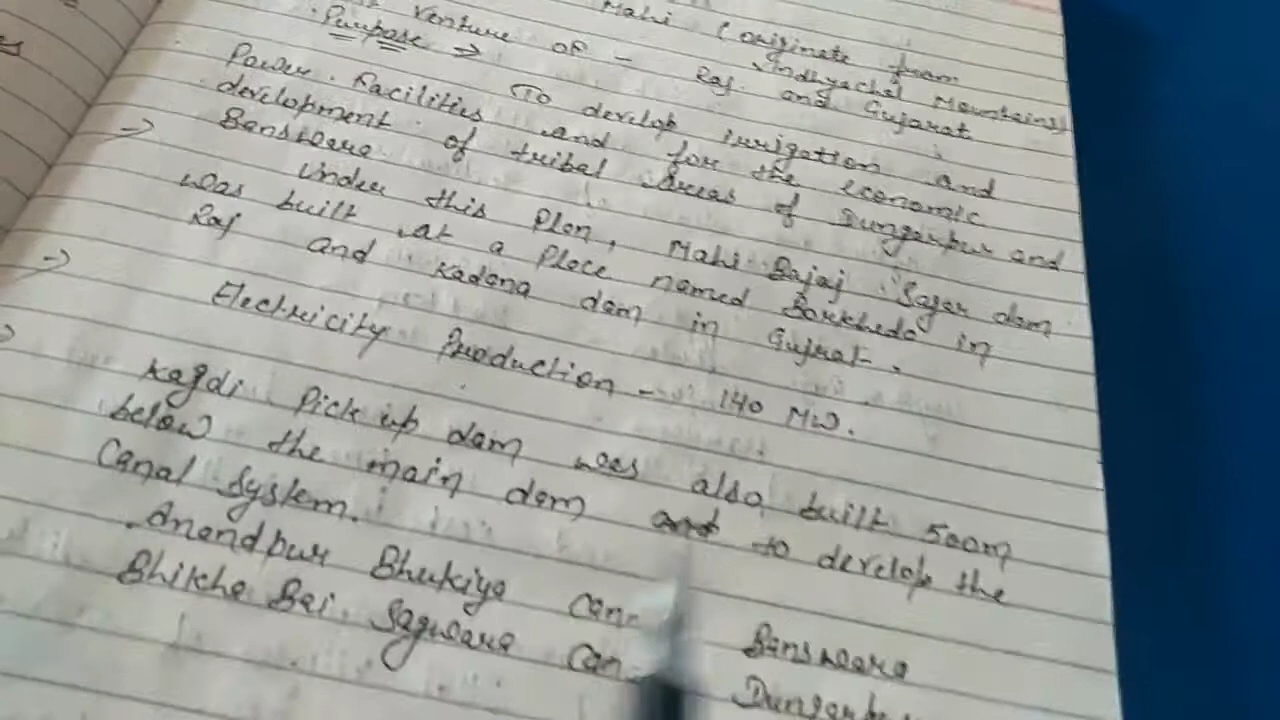 Mahi (originate from
Vindhyachal Mountains)
Venture of - Raj. and Gujarat
Purpose → To develop irrigation and
Power Facilities and for the economic
development of tribal Areas of Dungarpur and
Banswara.
→ Under this Plan, Mahi Bajaj Sagar dam
was built at a place named Borkheda in
Raj and Kadana dam in Gujrat.
→ Electricity Production - 140 MW.
Kagdi Pick up dam was also built 500m
below the main dam and to develop the
Canal System.
Anandpur Bhukiya Banswara
Bhikha Bai Sagwara